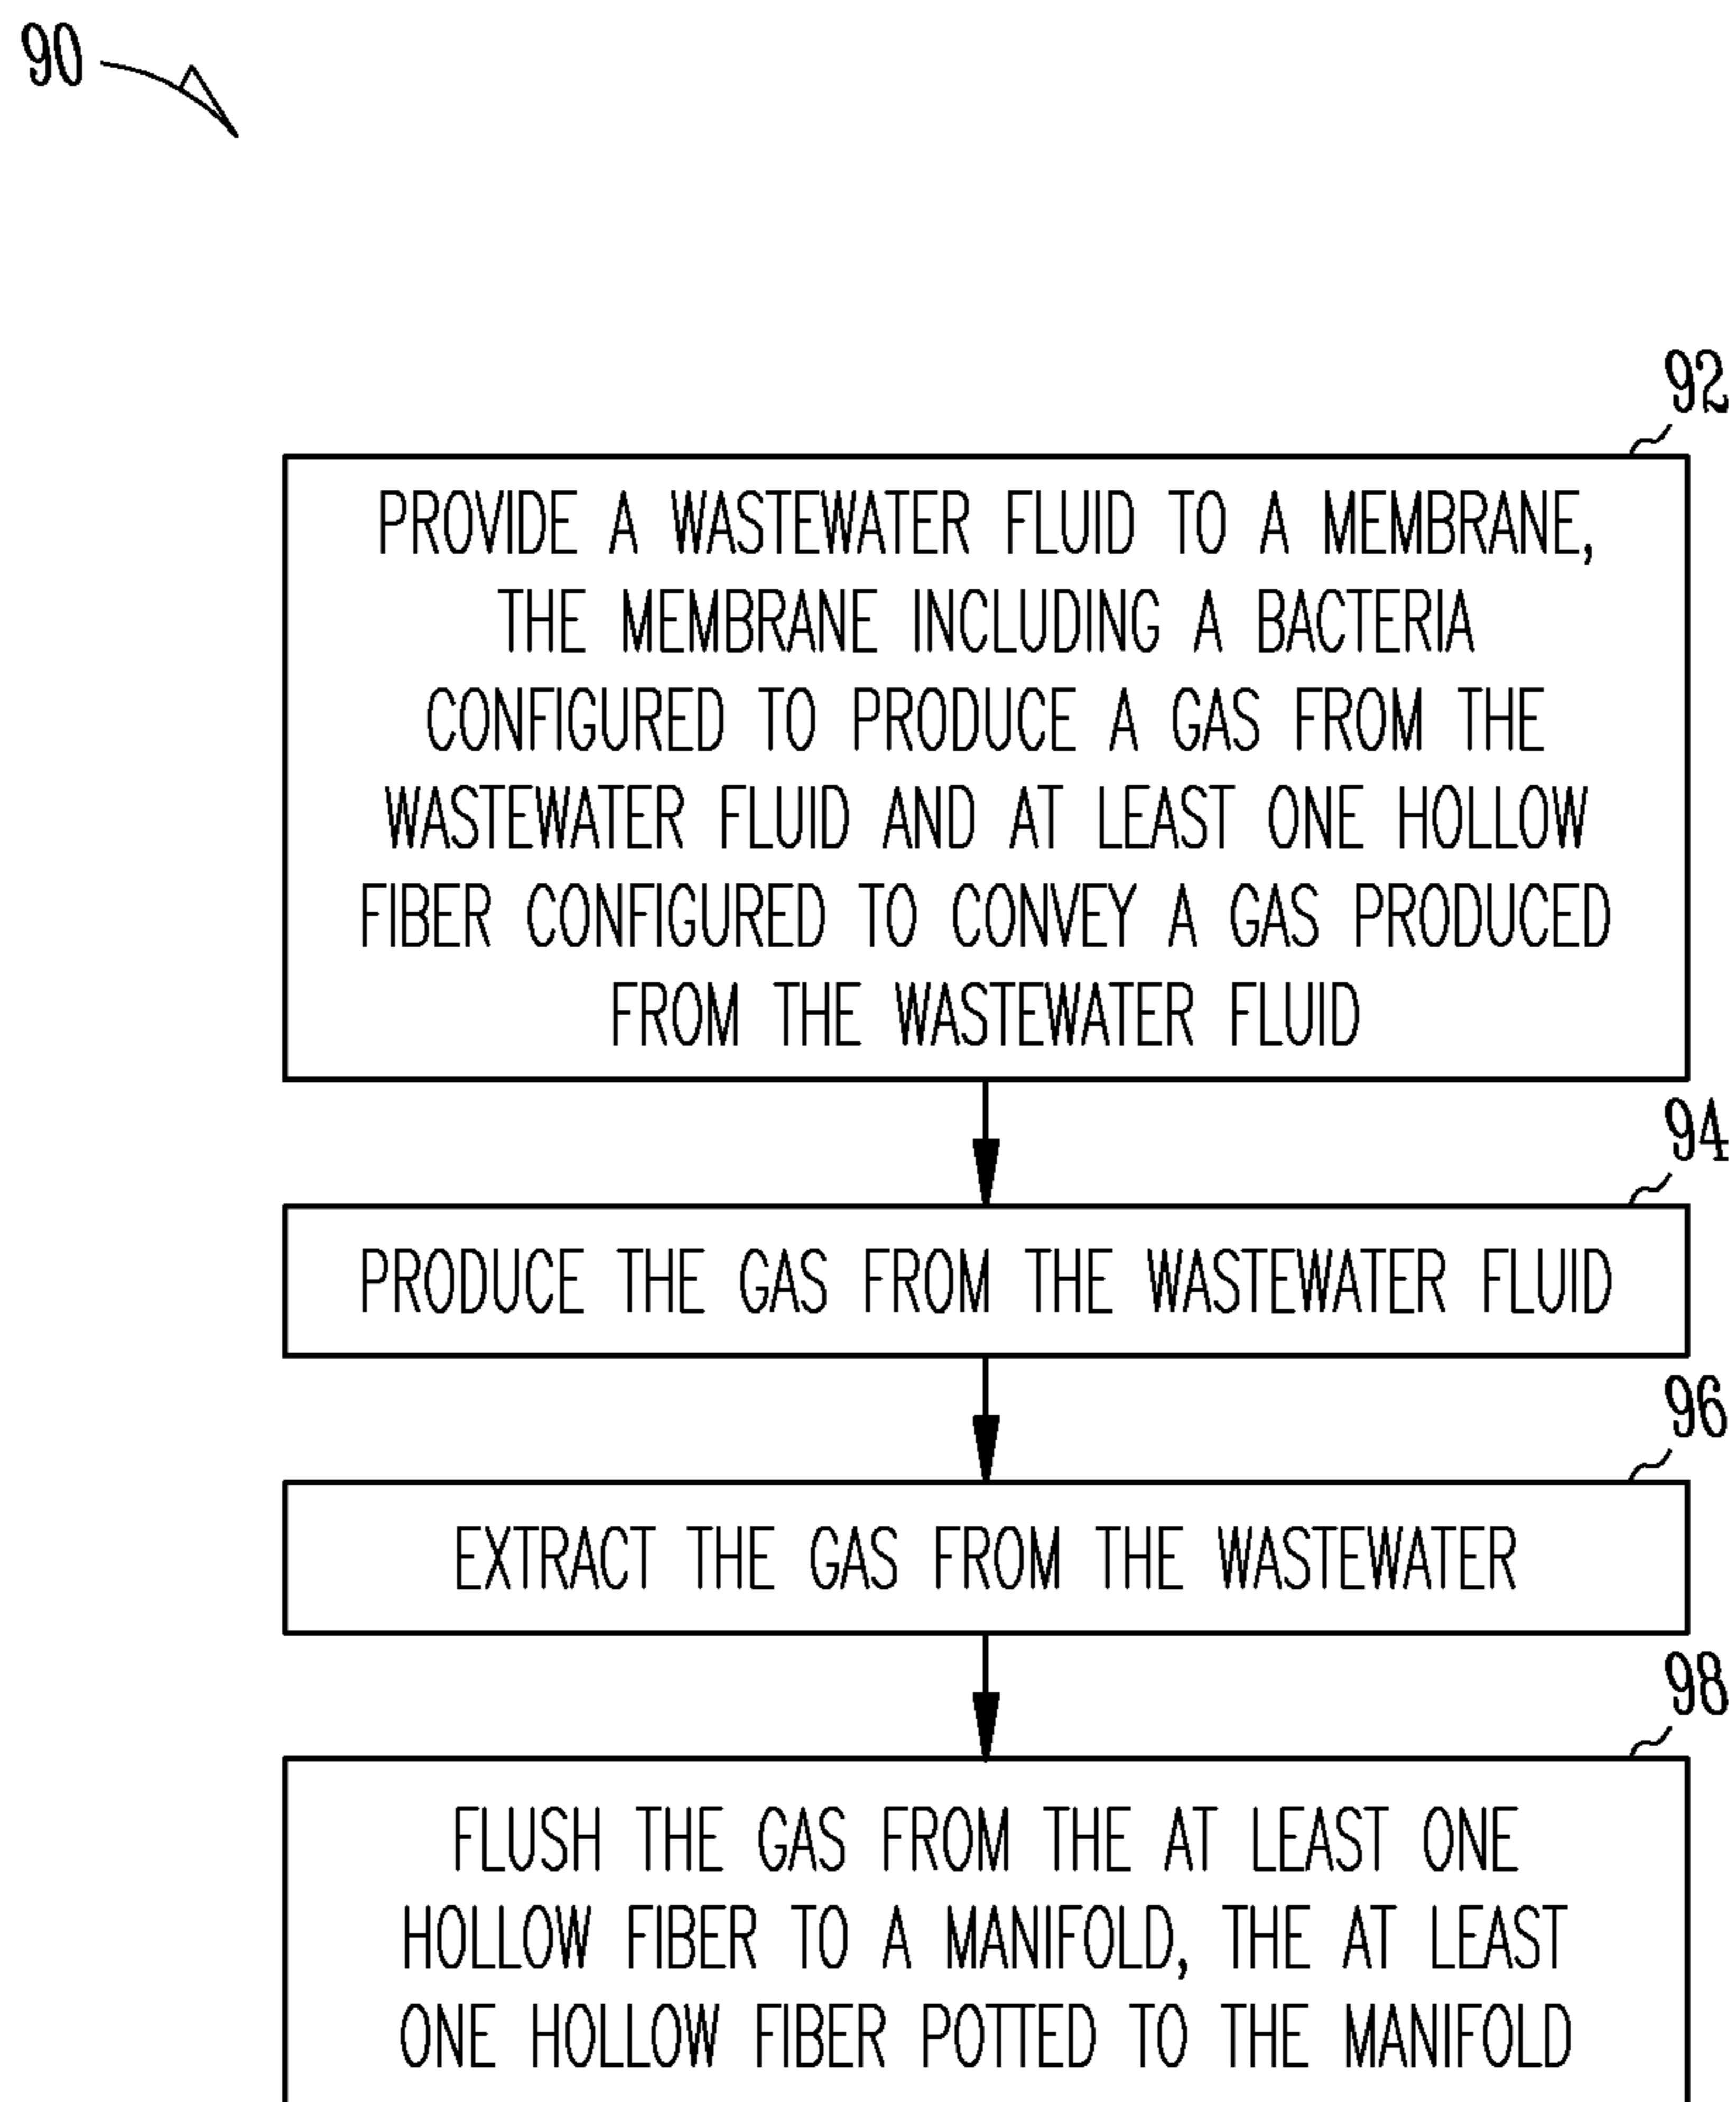 90
92
PROVIDE A WASTEWATER FLUID TO A MEMBRANE,
THE MEMBRANE INCLUDING A BACTERIA
CONFIGURED TO PRODUCE A GAS FROM THE
WASTEWATER FLUID AND AT LEAST ONE HOLLOW
FIBER CONFIGURED TO CONVEY A GAS PRODUCED
FROM THE WASTEWATER FLUID
94
PRODUCE THE GAS FROM THE WASTEWATER FLUID
96
EXTRACT THE GAS FROM THE WASTEWATER
98
FLUSH THE GAS FROM THE AT LEAST ONE
HOLLOW FIBER TO A MANIFOLD, THE AT LEAST
ONE HOLLOW FIBER POTTED TO THE MANIFOLD